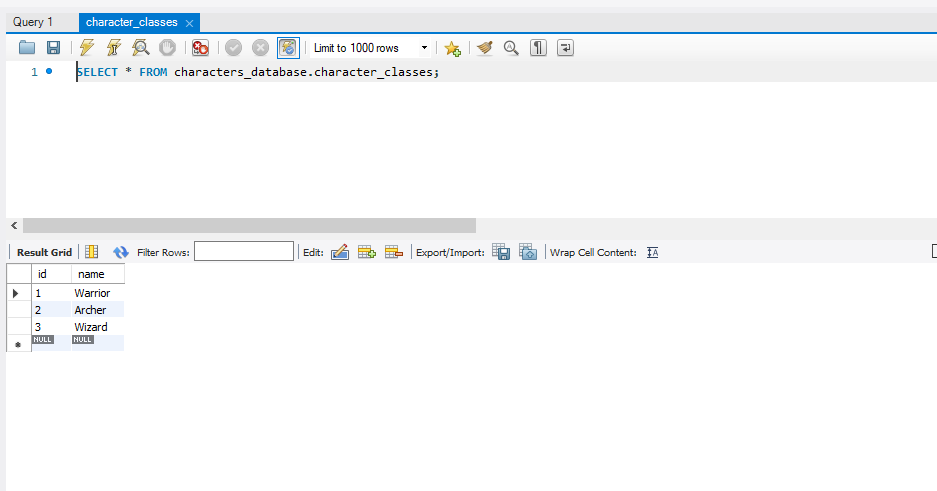 Query 1 character_classes
Limit to 1000 rows
1 SELECT * FROM characters_database.character_classes;
Result Grid Filter Rows: Edit: Export/Import: Wrap Cell Content:
id name
1 Warrior
2 Archer
3 Wizard
NULL NULL